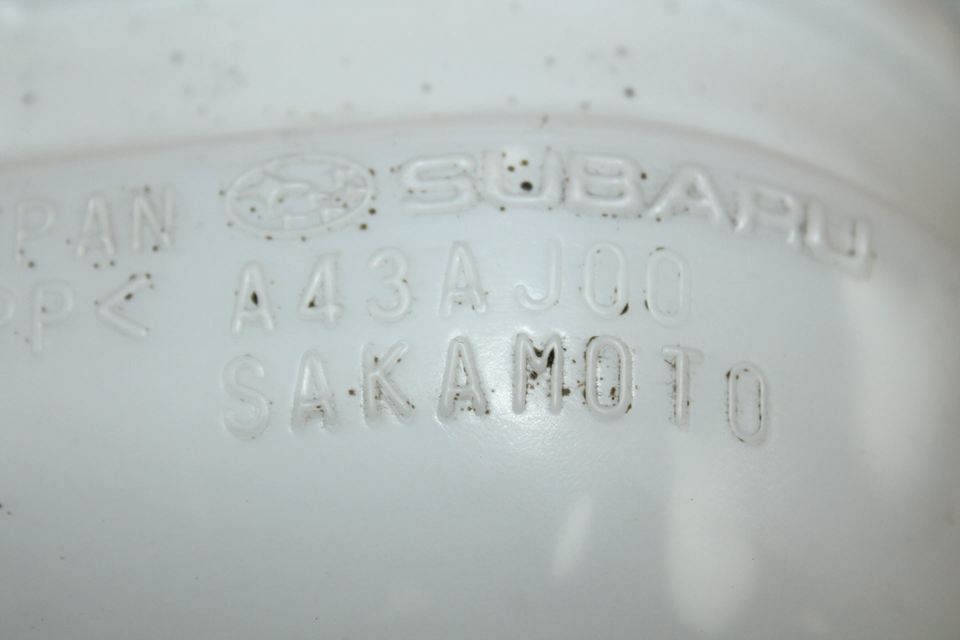 PAN SUBARU
PP< A43AJ00
SAKAMOTO